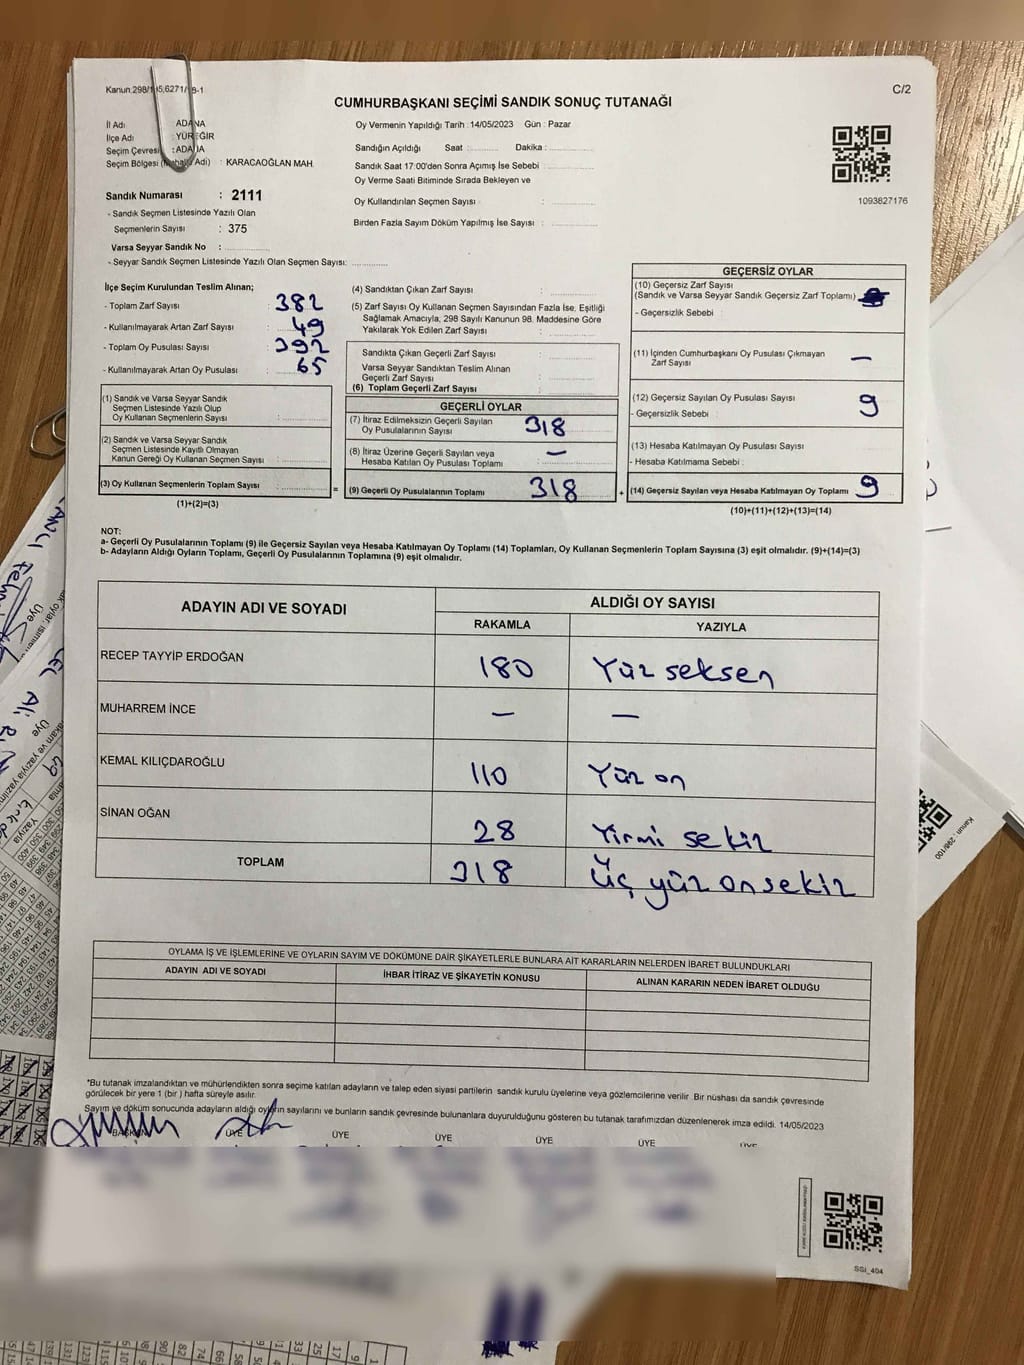 Kanun:298/
C/2
CUMHURBAŞKANI SEÇİMİ SANDIK SONUÇ TUTANAĞI
İl Adı ADANA
İlçe Adı YÜREĞİR
Seçim Çevresi : ADANA
Seçim Bölgesi (Mahalle Adı) : KARACAOĞLAN MAH.
Sandık Numarası : 2111
- Sandık Seçmen Listesinde Yazılı Olan
Seçmenlerin Sayısı : 375
Varsa Seyyar Sandık No :
- Seyyar Sandık Seçmen Listesinde Yazılı Olan Seçmen Sayısı:
Oy Vermenin Yapıldığı Tarih : 14/05/2023 Gün : Pazar
Sandığın Açıldığı Saat : Dakika :
Sandık Saat 17:00'den Sonra Açımış İse Sebebi :
Oy Verme Saati Bitiminde Sırada Bekleyen ve
Oy Kullandırılan Seçmen Sayısı :
Birden Fazla Sayım Döküm Yapılmış İse Sayısı :
1093827176
İlçe Seçim Kurulundan Teslim Alınan;
- Toplam Zarf Sayısı : 382
- Kullanılmayarak Artan Zarf Sayısı : 49
- Toplam Oy Pusulası Sayısı : 392
- Kullanılmayarak Artan Oy Pusulası : 65
(1) Sandık ve Varsa Seyyar Sandık
Seçmen Listesinde Yazılı Olup
Oy Kullanan Seçmenlerin Sayısı :
(2) Sandık ve Varsa Seyyar Sandık
Seçmen Listesinde Kayıtlı Olmayan
Kanun Gereği Oy Kullanan Seçmen Sayısı :
(3) Oy Kullanan Seçmenlerin Toplam Sayısı : =
(1)+(2)=(3)
(4) Sandıktan Çıkan Zarf Sayısı :
(5) Zarf Sayısı Oy Kullanan Seçmen Sayısından Fazla İse, Eşitliği
Sağlamak Amacıyla, 298 Sayılı Kanunun 98. Maddesine Göre
Yakılarak Yok Edilen Zarf Sayısı :
Sandıkta Çıkan Geçerli Zarf Sayısı :
Varsa Seyyar Sandıktan Teslim Alınan
Geçerli Zarf Sayısı :
(6) Toplam Geçerli Zarf Sayısı :
GEÇERLİ OYLAR
(7) İtiraz Edilmeksizin Geçerli Sayılan
Oy Pusulalarının Sayısı : 318
(8) İtiraz Üzerine Geçerli Sayılan veya
Hesaba Katılan Oy Pusulası Toplamı : —
(9) Geçerli Oy Pusulalarının Toplamı 318 +
GEÇERSİZ OYLAR
(10) Geçersiz Zarf Sayısı
(Sandık ve Varsa Seyyar Sandık Geçersiz Zarf Toplamı)
- Geçersizlik Sebebi :
(11) İçinden Cumhurbaşkanı Oy Pusulası Çıkmayan
Zarf Sayısı —
(12) Geçersiz Sayılan Oy Pusulası Sayısı : 9
- Geçersizlik Sebebi :
(13) Hesaba Katılmayan Oy Pusulası Sayısı
- Hesaba Katılmama Sebebi :
(14) Geçersiz Sayılan veya Hesaba Katılmayan Oy Toplamı 9
(10)+(11)+(12)+(13)=(14)
NOT:
a- Geçerli Oy Pusulalarının Toplamı (9) ile Geçersiz Sayılan veya Hesaba Katılmayan Oy Toplamı (14) Toplamları, Oy Kullanan Seçmenlerin Toplam Sayısına (3) eşit olmalıdır. (9)+(14)=(3)
b- Adayların Aldığı Oyların Toplamı, Geçerli Oy Pusulalarının Toplamına (9) eşit olmalıdır.
ADAYIN ADI VE SOYADI ALDIĞI OY SAYISI
RAKAMLA YAZIYLA
RECEP TAYYİP ERDOĞAN 180 Yüz seksen
MUHARREM İNCE — —
KEMAL KILIÇDAROĞLU 110 Yüz on
SİNAN OĞAN 28 Yirmi sekiz
TOPLAM 318 Üç yüz on sekiz
OYLAMA İŞ VE İŞLEMLERİNE VE OYLARIN SAYIM VE DÖKÜMÜNE DAİR ŞİKAYETLERLE BUNLARA AİT KARARLARIN NELERDEN İBARET BULUNDUKLARI
ADAYIN ADI VE SOYADI İHBAR İTİRAZ VE ŞİKAYETİN KONUSU ALINAN KARARIN NEDEN İBARET OLDUĞU
*Bu tutanak imzalandıktan ve mühürlendikten sonra seçime katılan adayların ve talep eden siyasi partilerin sandık kurulu üyelerine veya gözlemcilerine verilir. Bir nüshası da sandık çevresinde
görülecek bir yere 1 (bir ) hafta süreyle asılır.
Sayım ve döküm sonucunda adayların aldığı oyların sayılarını ve bunların sandık çevresinde bulunanlara duyurulduğunu gösteren bu tutanak tarafımızdan düzenlenerek imza edildi. 14/05/2023
BAŞKAN ÜYE ÜYE ÜYE ÜYE ÜYE ÜYE
SSI_404
Kanun : 298/100